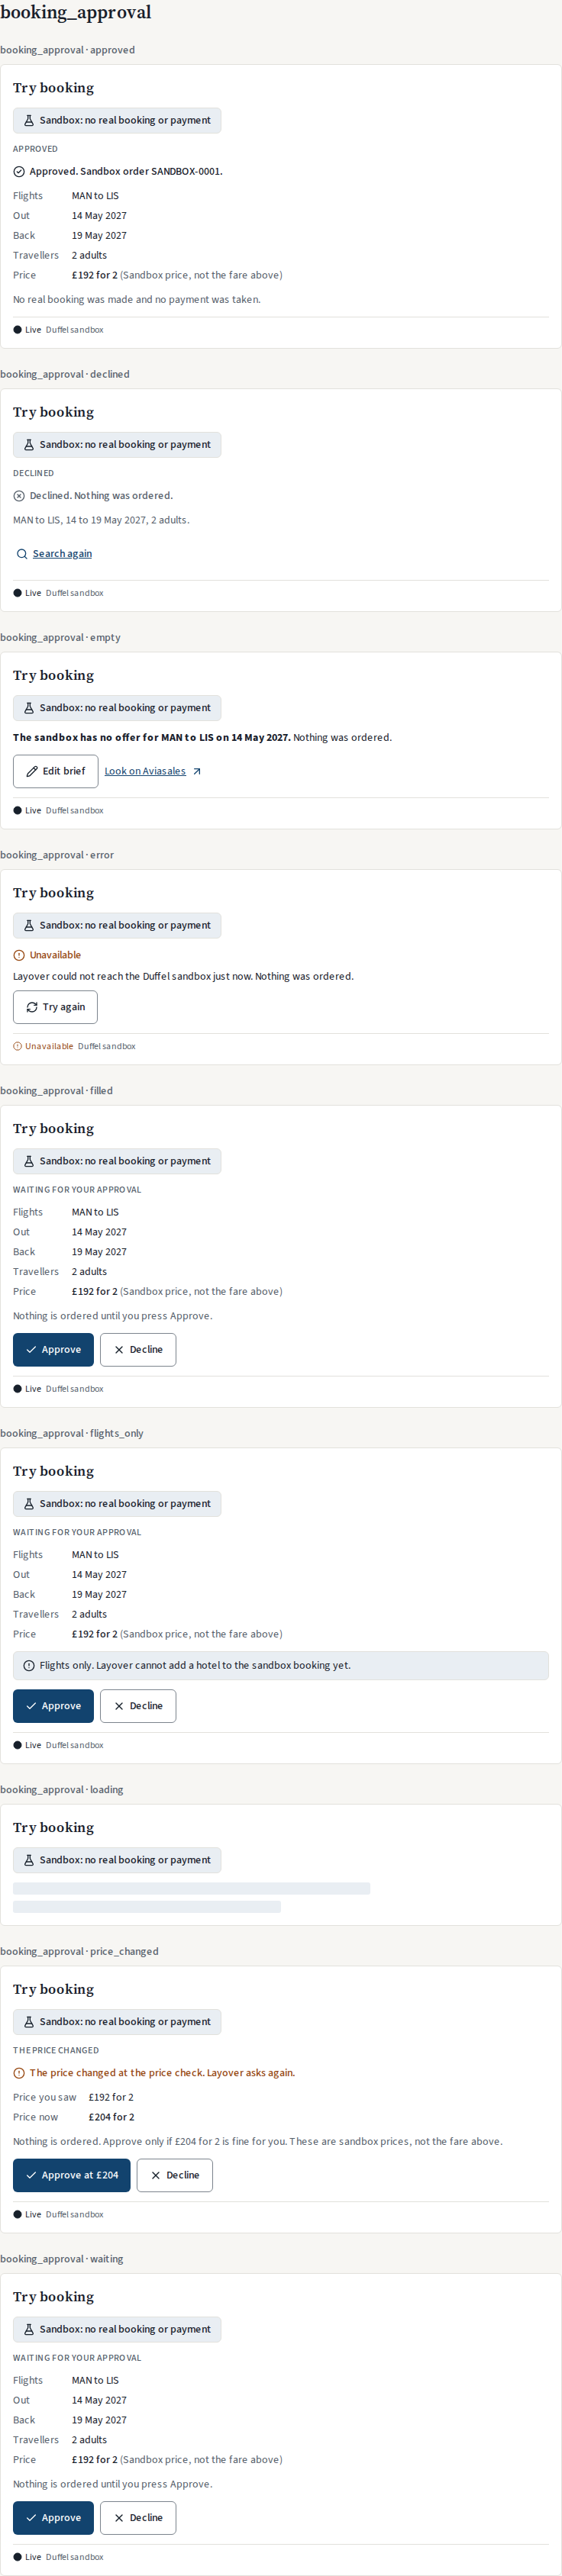 booking_approval
booking_approval · approved
Try booking
Sandbox: no real booking or payment
APPROVED
Approved. Sandbox order SANDBOX-0001.
Flights MAN to LIS
Out 14 May 2027
Back 19 May 2027
Travellers 2 adults
Price £192 for 2 (Sandbox price, not the fare above)
No real booking was made and no payment was taken.
Live Duffel sandbox
booking_approval · declined
Try booking
Sandbox: no real booking or payment
DECLINED
Declined. Nothing was ordered.
MAN to LIS, 14 to 19 May 2027, 2 adults.
Search again
Live Duffel sandbox
booking_approval · empty
Try booking
Sandbox: no real booking or payment
The sandbox has no offer for MAN to LIS on 14 May 2027. Nothing was ordered.
Edit brief Look on Aviasales
Live Duffel sandbox
booking_approval · error
Try booking
Sandbox: no real booking or payment
Unavailable
Layover could not reach the Duffel sandbox just now. Nothing was ordered.
Try again
Unavailable Duffel sandbox
booking_approval · filled
Try booking
Sandbox: no real booking or payment
WAITING FOR YOUR APPROVAL
Flights MAN to LIS
Out 14 May 2027
Back 19 May 2027
Travellers 2 adults
Price £192 for 2 (Sandbox price, not the fare above)
Nothing is ordered until you press Approve.
Approve Decline
Live Duffel sandbox
booking_approval · flights_only
Try booking
Sandbox: no real booking or payment
WAITING FOR YOUR APPROVAL
Flights MAN to LIS
Out 14 May 2027
Back 19 May 2027
Travellers 2 adults
Price £192 for 2 (Sandbox price, not the fare above)
Flights only. Layover cannot add a hotel to the sandbox booking yet.
Approve Decline
Live Duffel sandbox
booking_approval · loading
Try booking
Sandbox: no real booking or payment
booking_approval · price_changed
Try booking
Sandbox: no real booking or payment
THE PRICE CHANGED
The price changed at the price check. Layover asks again.
Price you saw £192 for 2
Price now £204 for 2
Nothing is ordered. Approve only if £204 for 2 is fine for you. These are sandbox prices, not the fare above.
Approve at £204 Decline
Live Duffel sandbox
booking_approval · waiting
Try booking
Sandbox: no real booking or payment
WAITING FOR YOUR APPROVAL
Flights MAN to LIS
Out 14 May 2027
Back 19 May 2027
Travellers 2 adults
Price £192 for 2 (Sandbox price, not the fare above)
Nothing is ordered until you press Approve.
Approve Decline
Live Duffel sandbox